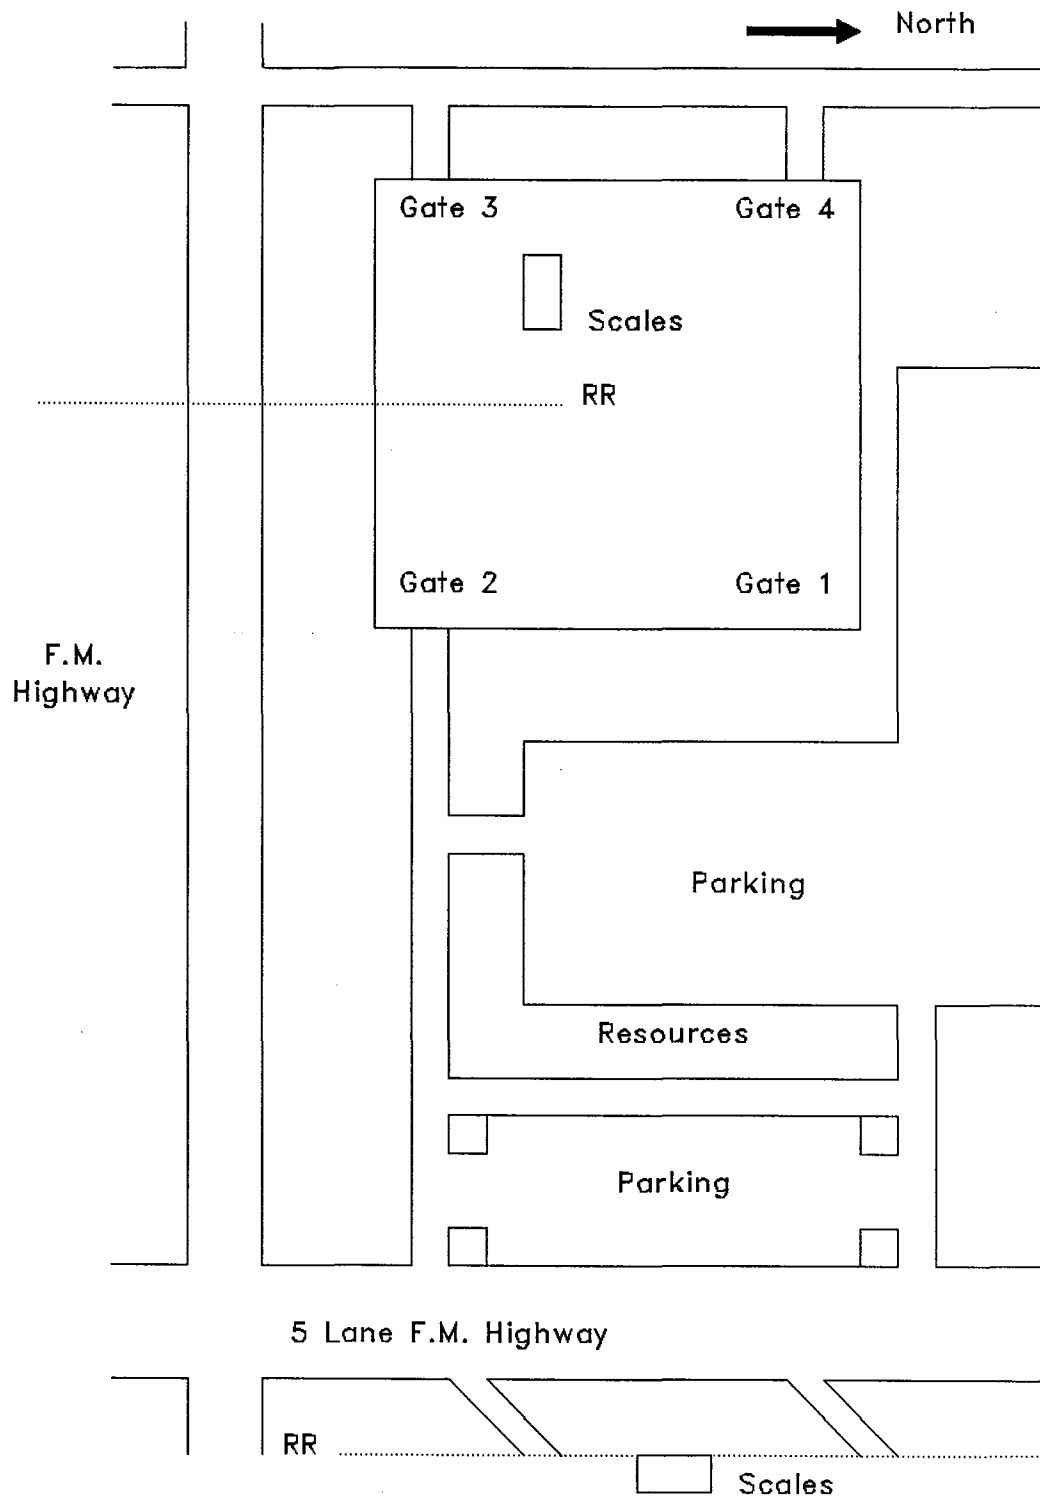 North
Gate 3
Gate 4
Scales
RR
Gate 2
Gate 1
F.M.
Highway
Parking
Resources
Parking
5 Lane F.M. Highway
RR
Scales